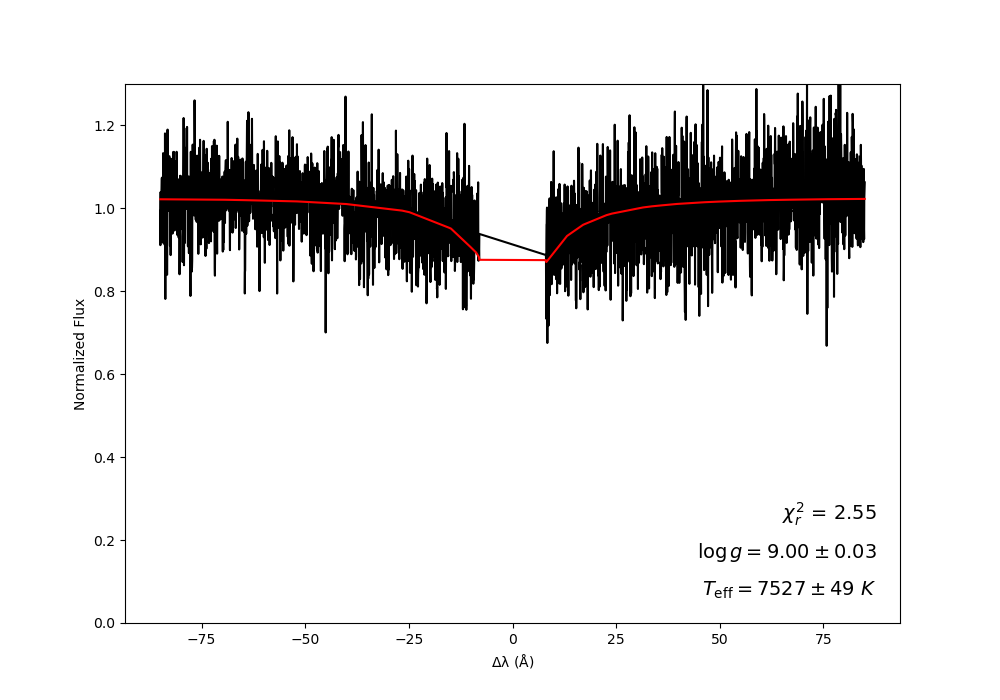 1.2
1.0
0.8
0.6
0.4
0.2
0.0
Normalized Flux
χ²ᵣ = 2.55
log g = 9.00 ± 0.03
T_eff = 7527 ± 49 K
−75 −50 −25 0 25 50 75
Δλ (Å)